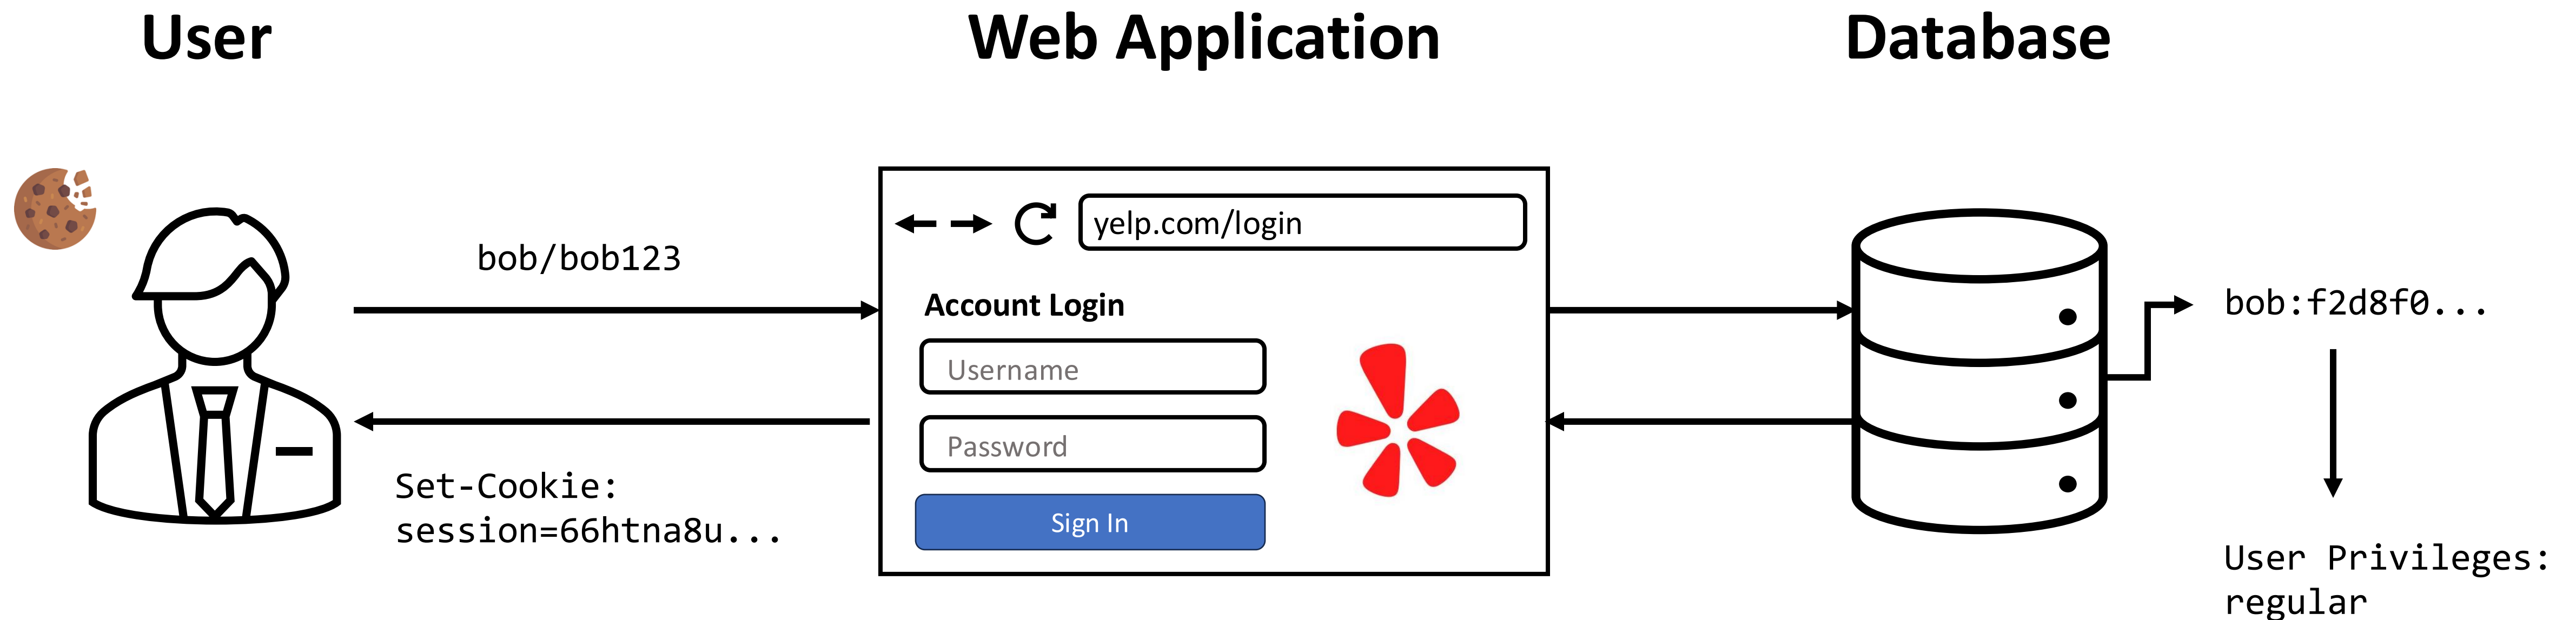 User
Web Application
Database
bob/bob123
yelp.com/login
Account Login
Username
Password
Sign In
Set-Cookie:
session=66htna8u...
bob:f2d8f0...
User Privileges:
regular